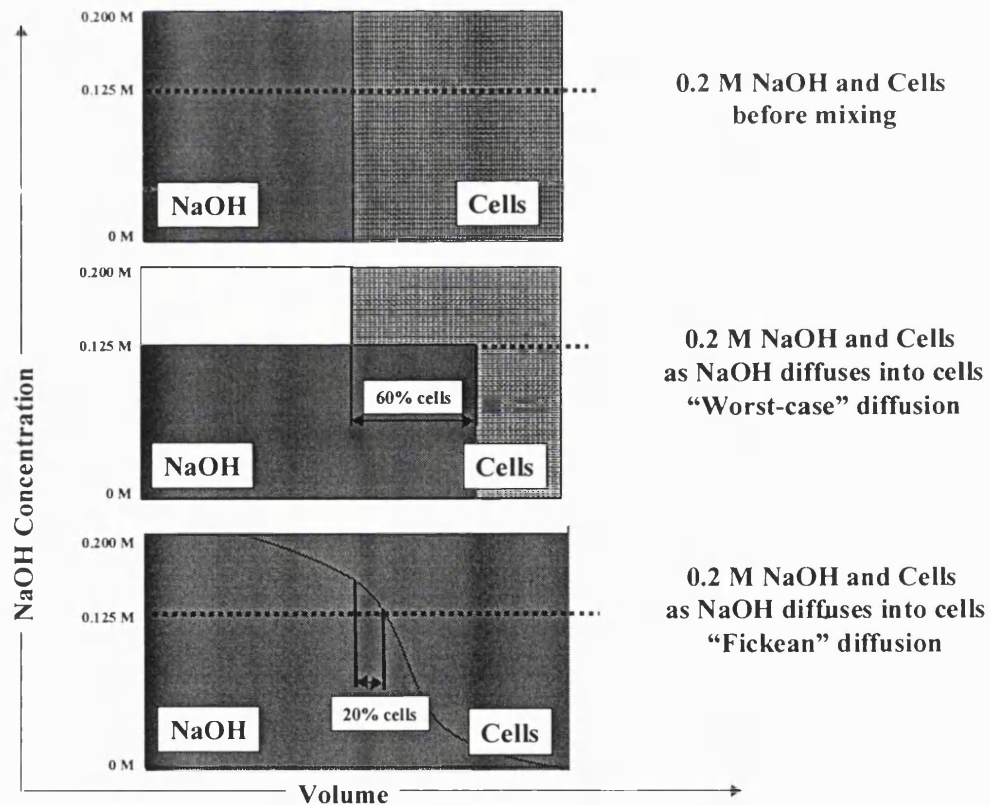 NaOH Concentration
0.200 M
0.125 M
0 M
NaOH
Cells
0.2 M NaOH and Cells
before mixing
0.200 M
0.125 M
0 M
60% cells
NaOH
Cells
0.2 M NaOH and Cells
as NaOH diffuses into cells
“Worst-case” diffusion
0.200 M
0.125 M
0 M
20% cells
NaOH
Cells
0.2 M NaOH and Cells
as NaOH diffuses into cells
“Fickean” diffusion
Volume